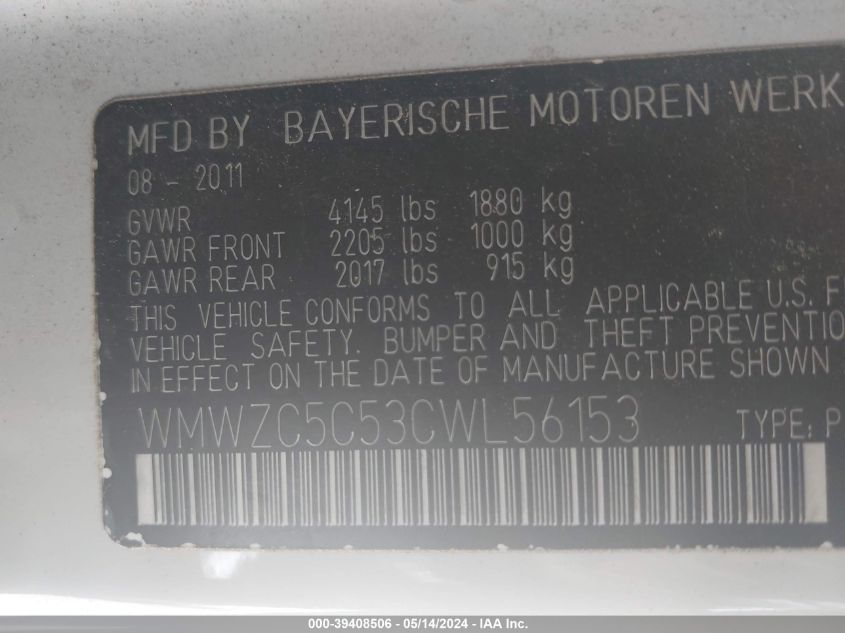 MFD BY BAYERISCHE MOTOREN WERK
08 - 2011
GVWR 4145 lbs 1880 kg
GAWR FRONT 2205 lbs 1000 kg
GAWR REAR 2017 lbs 915 kg
THIS VEHICLE CONFORMS TO ALL APPLICABLE U.S. F
VEHICLE SAFETY, BUMPER AND THEFT PREVENTIO
IN EFFECT ON THE DATE OF MANUFACTURE SHOWN
WMWZC5C53CWL56153 TYPE: P
000-39408506 - 05/14/2024 - IAA Inc.